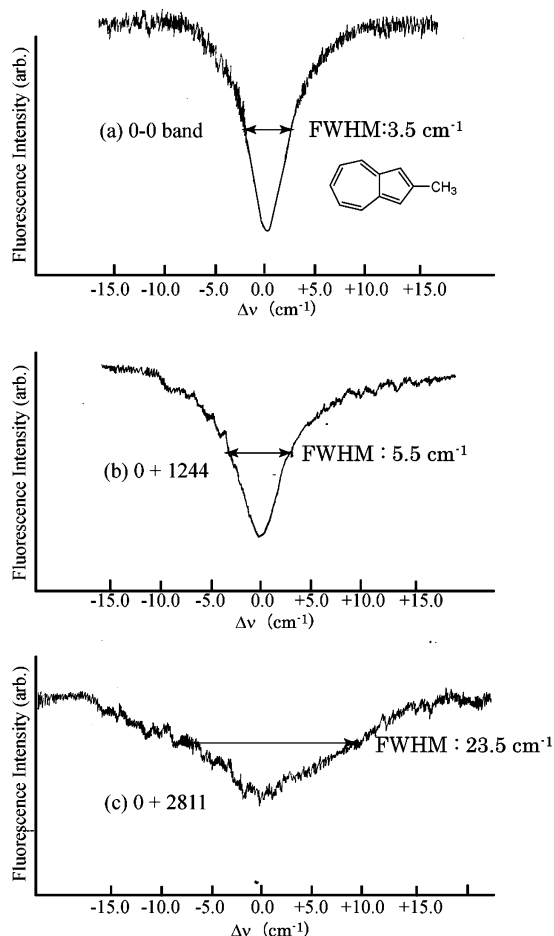 Fluorescence Intensity (arb.)
(a) 0-0 band
FWHM:3.5 cm⁻¹
CH₃
-15.0 -10.0 -5.0 0.0 +5.0 +10.0 +15.0
Δν (cm⁻¹)
Fluorescence Intensity (arb.)
(b) 0 + 1244
FWHM : 5.5 cm⁻¹
-15.0 -10.0 -5.0 0.0 +5.0 +10.0 +15.0
Δν (cm⁻¹)
Fluorescence Intensity (arb.)
(c) 0 + 2811
FWHM : 23.5 cm⁻¹
-15.0 -10.0 -5.0 0.0 +5.0 +10.0 +15.0
Δν (cm⁻¹)